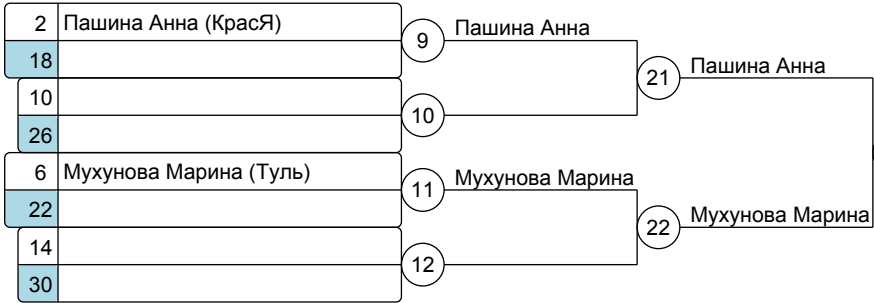 2 Пашина Анна (КрасЯ)
9 Пашина Анна
18
21 Пашина Анна
10
10
26
6 Мухунова Марина (Туль)
11 Мухунова Марина
22
22 Мухунова Марина
14
12
30